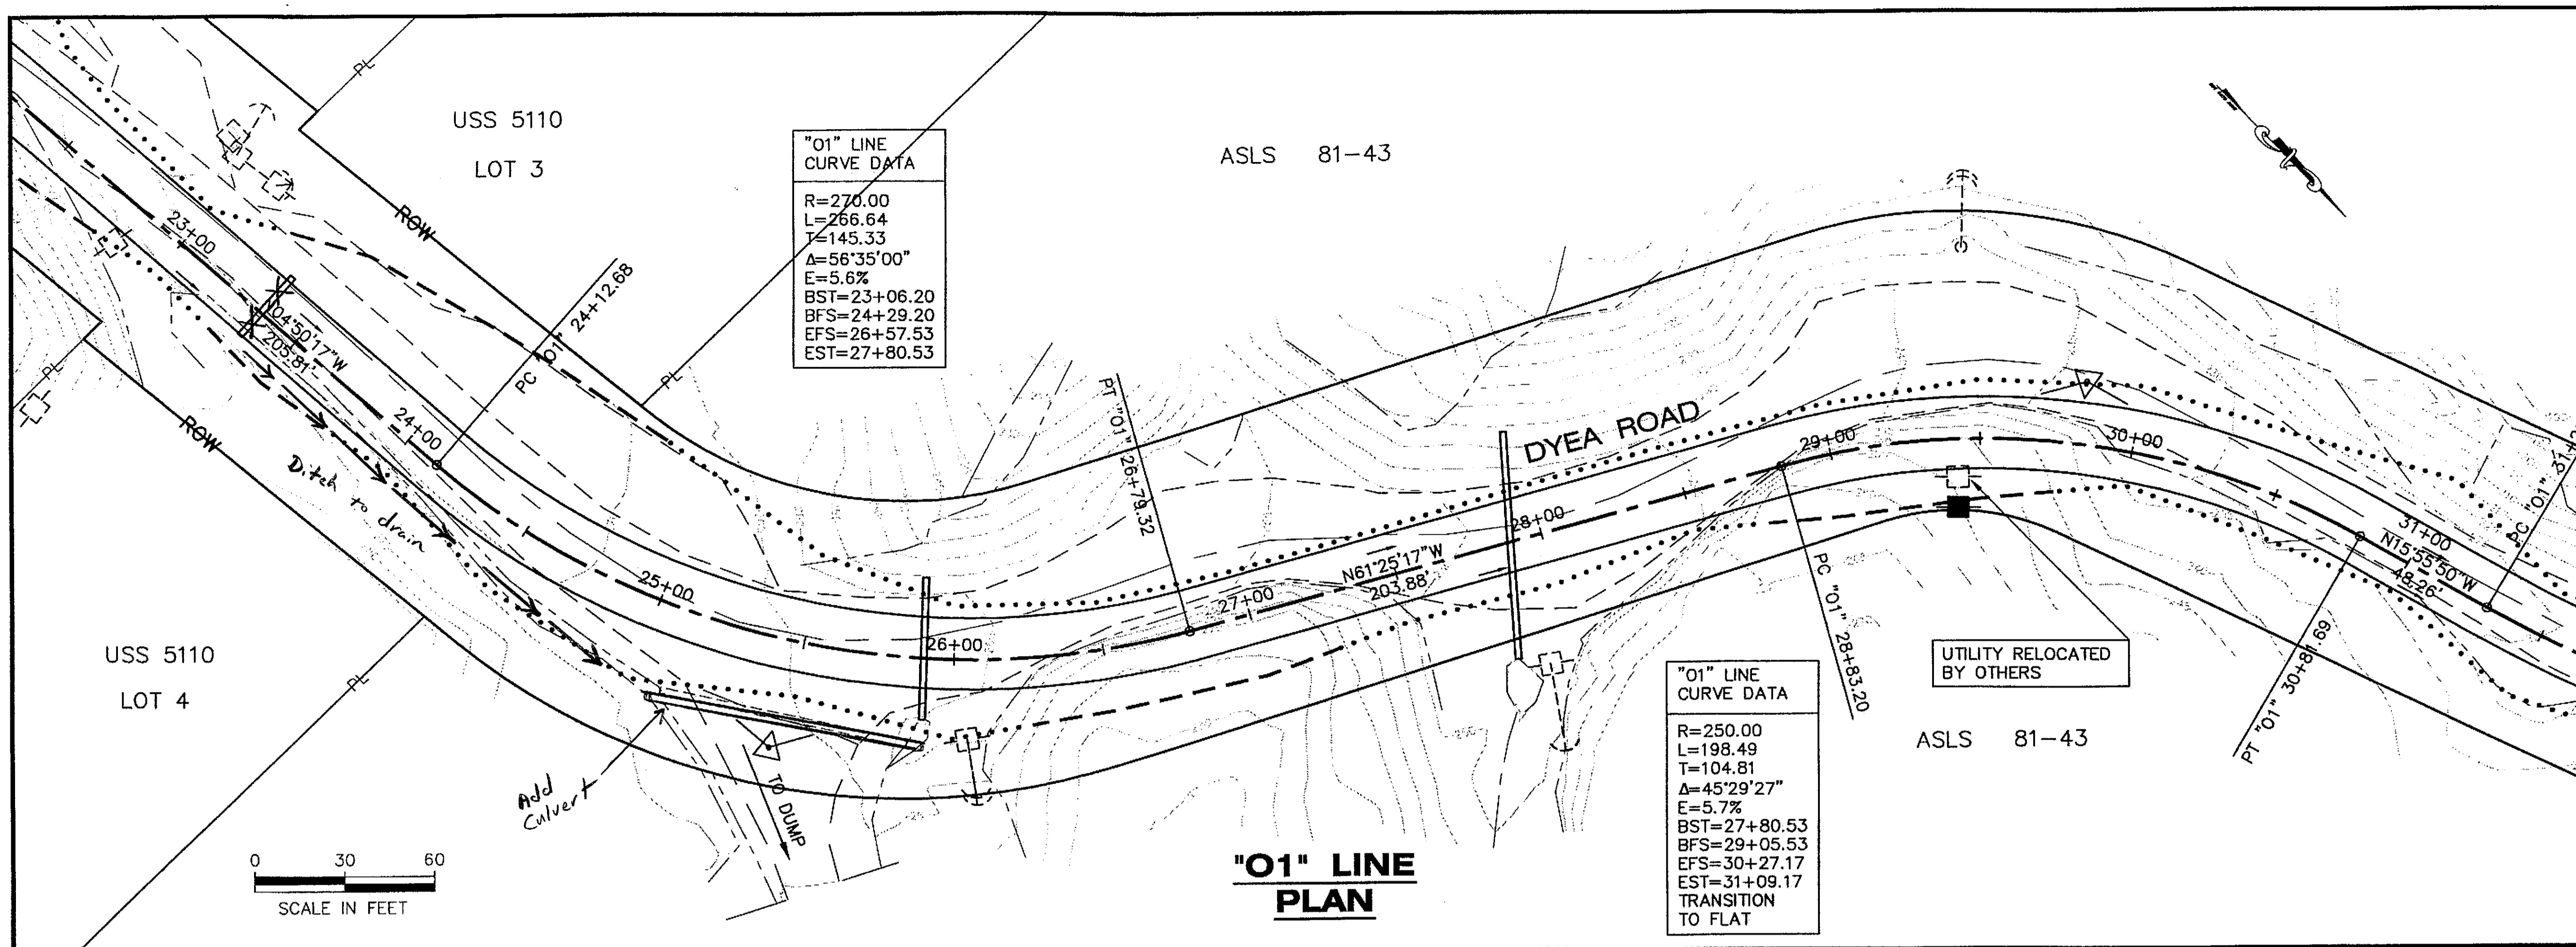 USS 5110
LOT 3
PL
ROW
"O1" LINE
CURVE DATA
R=270.00
L=266.64
T=145.33
Δ=56°35'00"
E=5.6%
BST=23+06.20
BFS=24+29.20
EFS=26+57.53
EST=27+80.53
ASLS 81-43
23+00
04°50'17"W
205.81'
24+00
PC "O1" 24+12.68
PL
PL
ROW
Ditch to drain
25+00
26+00
PT "O1" 26+79.32
27+00
N61°25'17"W
203.88'
28+00
DYEA ROAD
29+00
PC "O1" 28+83.20
30+00
31+00
N15°55'50"W
48.26'
PC "O1"
PT "O1" 30+81.69
UTILITY RELOCATED
BY OTHERS
USS 5110
LOT 4
PL
Add
Culvert
TO DUMP
"O1" LINE
CURVE DATA
R=250.00
L=198.49
T=104.81
Δ=45°29'27"
E=5.7%
BST=27+80.53
BFS=29+05.53
EFS=30+27.17
EST=31+09.17
TRANSITION
TO FLAT
ASLS 81-43
0 30 60
SCALE IN FEET
"O1" LINE
PLAN